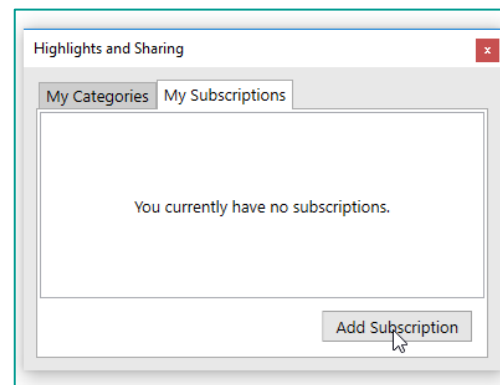 Highlights and Sharing
x
My Categories My Subscriptions
You currently have no subscriptions.
Add Subscription